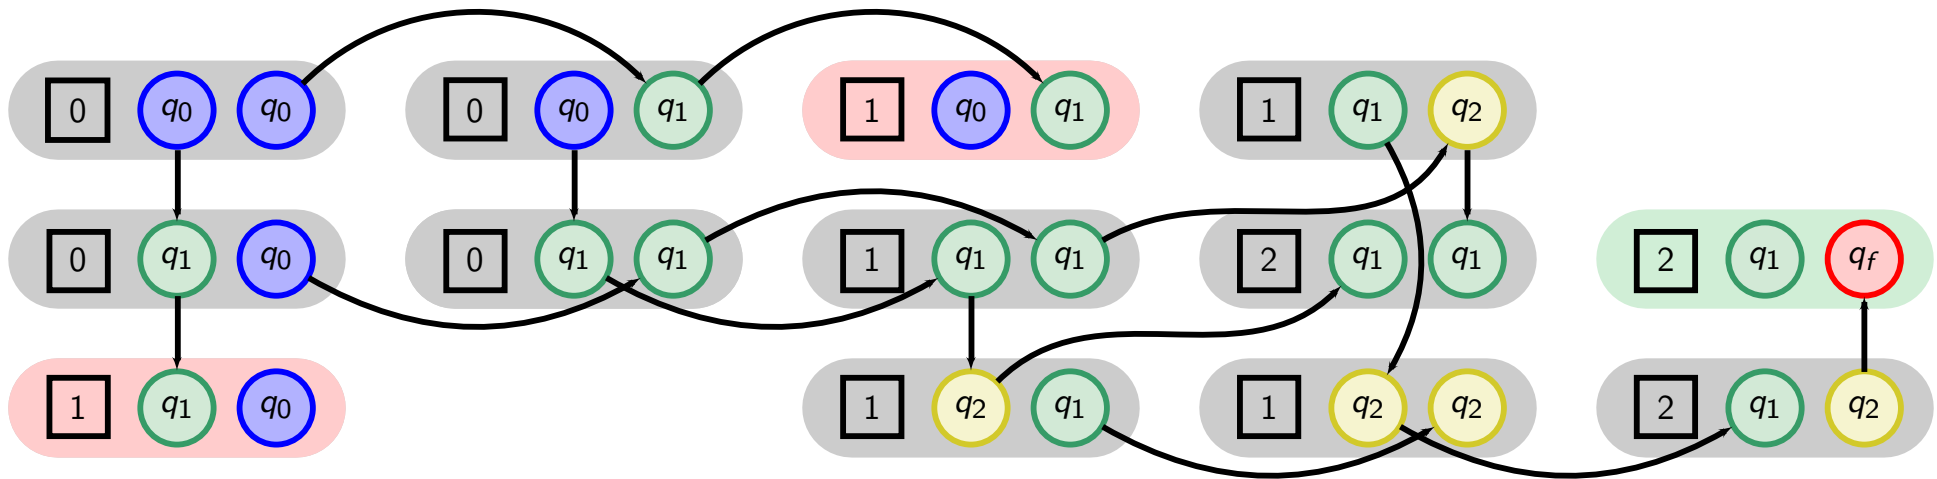 0 q0 q0 0 q0 q1 1 q0 q1 1 q1 q2
0 q1 q0 0 q1 q1 1 q1 q1 2 q1 q1 2 q1 qf
1 q1 q0 1 q2 q1 1 q2 q2 2 q1 q2